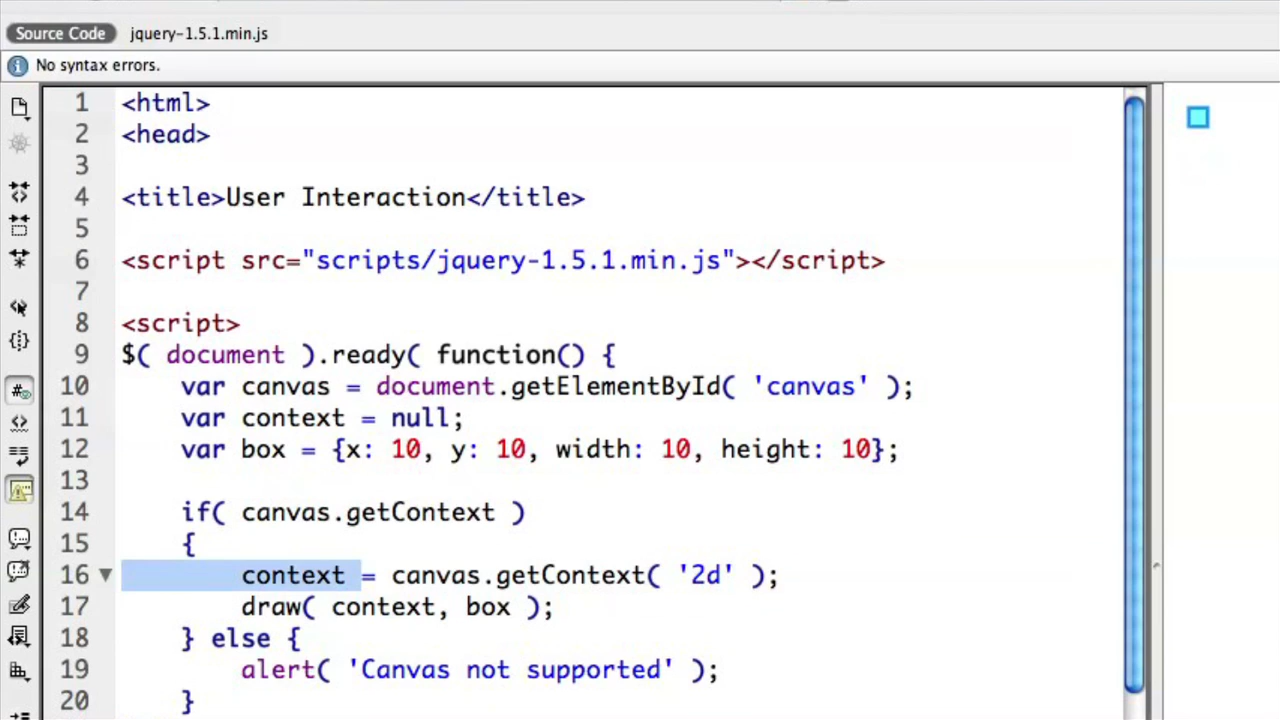 Source Code jquery-1.5.1.min.js
No syntax errors.
1 <html>
2 <head>
3
4 <title>User Interaction</title>
5
6 <script src="scripts/jquery-1.5.1.min.js"></script>
7
8 <script>
9 $( document ).ready( function() {
10 var canvas = document.getElementById( 'canvas' );
11 var context = null;
12 var box = {x: 10, y: 10, width: 10, height: 10};
13
14 if( canvas.getContext )
15 {
16 context = canvas.getContext( '2d' );
17 draw( context, box );
18 } else {
19 alert( 'Canvas not supported' );
20 }